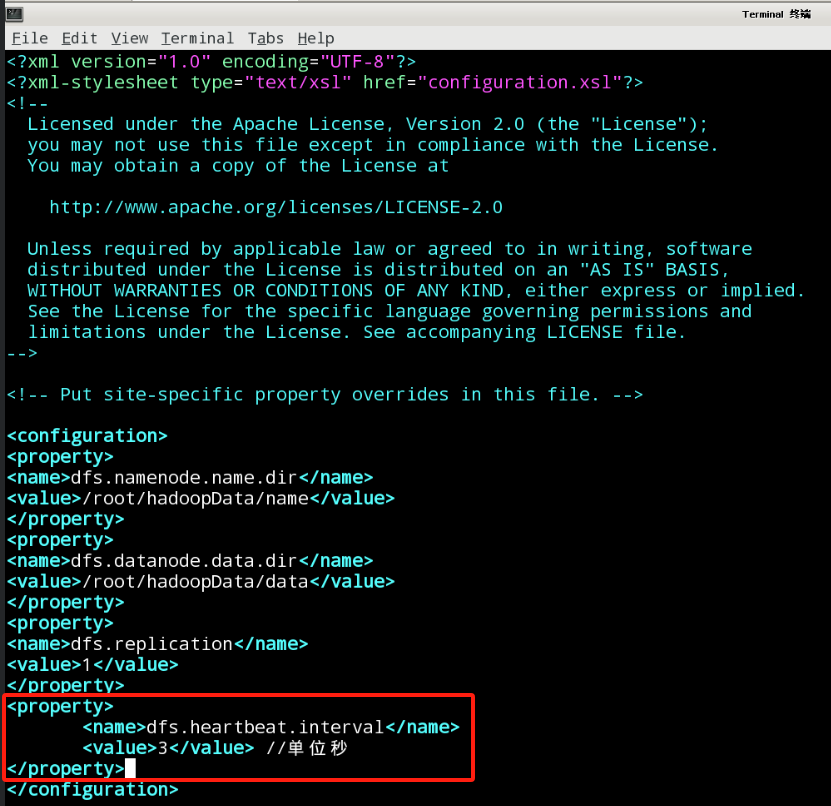 Terminal 终端
File Edit View Terminal Tabs Help
<?xml version="1.0" encoding="UTF-8"?>
<?xml-stylesheet type="text/xsl" href="configuration.xsl"?>
<!--
  Licensed under the Apache License, Version 2.0 (the "License");
  you may not use this file except in compliance with the License.
  You may obtain a copy of the License at

    http://www.apache.org/licenses/LICENSE-2.0

  Unless required by applicable law or agreed to in writing, software
  distributed under the License is distributed on an "AS IS" BASIS,
  WITHOUT WARRANTIES OR CONDITIONS OF ANY KIND, either express or implied.
  See the License for the specific language governing permissions and
  limitations under the License. See accompanying LICENSE file.
-->

<!-- Put site-specific property overrides in this file. -->

<configuration>
<property>
<name>dfs.namenode.name.dir</name>
<value>/root/hadoopData/name</value>
</property>
<property>
<name>dfs.datanode.data.dir</name>
<value>/root/hadoopData/data</value>
</property>
<property>
<name>dfs.replication</name>
<value>1</value>
</property>
<property>
       <name>dfs.heartbeat.interval</name>
       <value>3</value> //单位秒
</property>
</configuration>